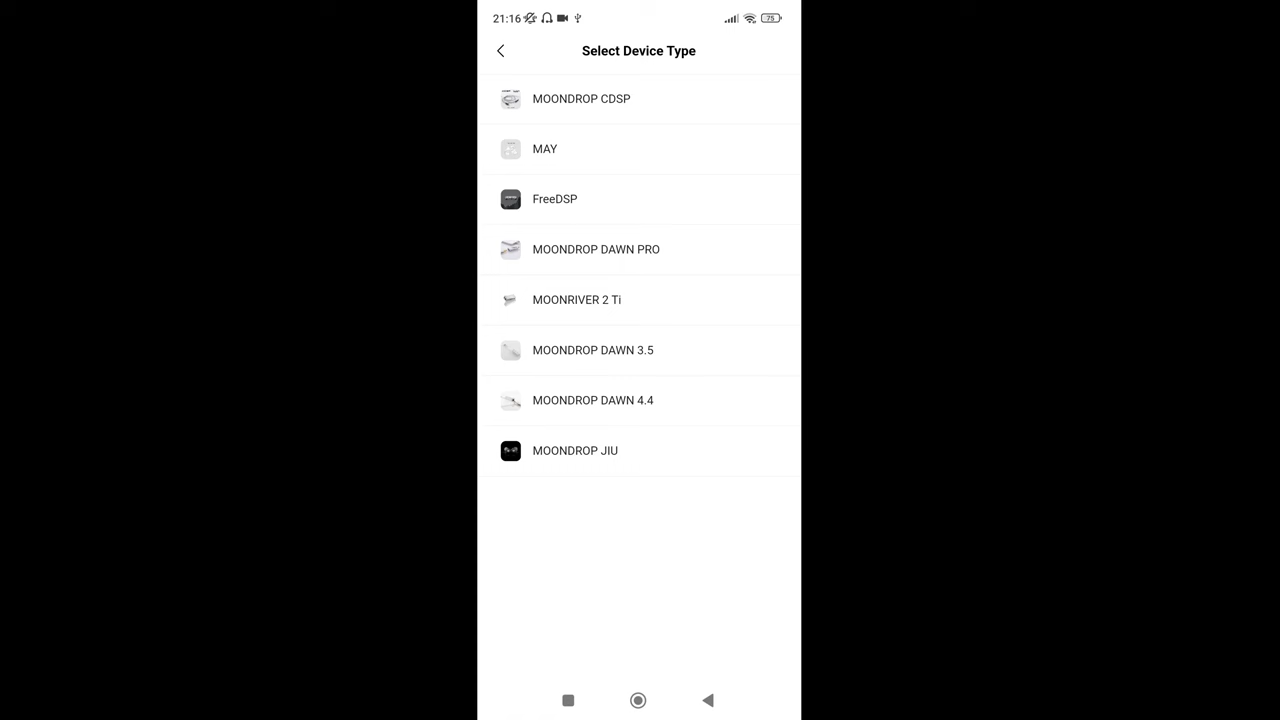 21:16
75
Select Device Type
MOONDROP CDSP
MAY
FreeDSP
MOONDROP DAWN PRO
MOONRIVER 2 Ti
MOONDROP DAWN 3.5
MOONDROP DAWN 4.4
MOONDROP JIU